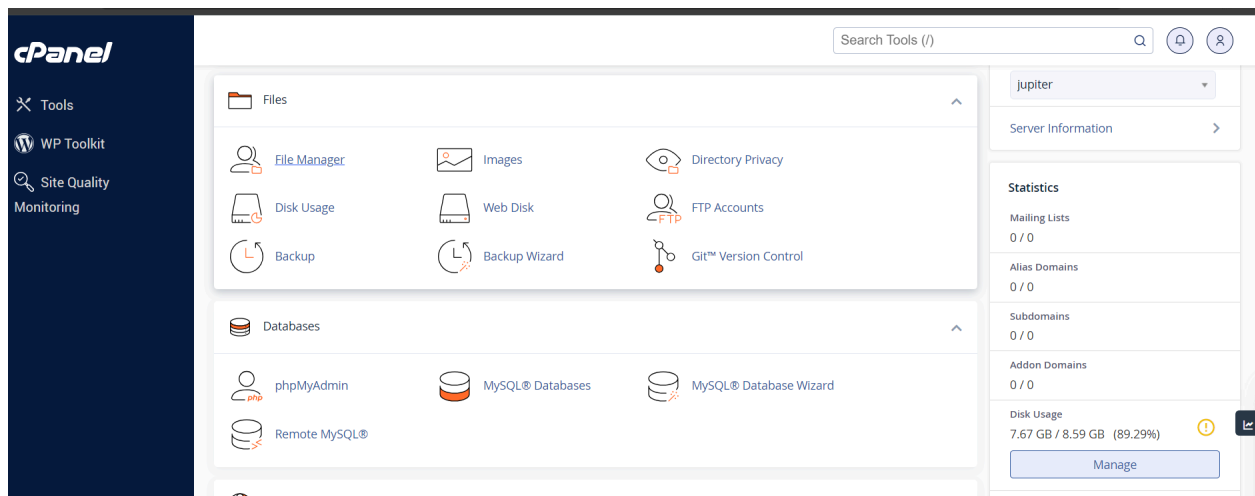 cPanel
Search Tools (/)
Tools
WP Toolkit
Site Quality
Monitoring
Files
File Manager
Images
Directory Privacy
Disk Usage
Web Disk
FTP Accounts
FTP
Backup
Backup Wizard
Git™ Version Control
Databases
phpMyAdmin
php
MySQL® Databases
MySQL® Database Wizard
Remote MySQL®
jupiter
Server Information
Statistics
Mailing Lists
0 / 0
Alias Domains
0 / 0
Subdomains
0 / 0
Addon Domains
0 / 0
Disk Usage
7.67 GB / 8.59 GB (89.29%)
Manage